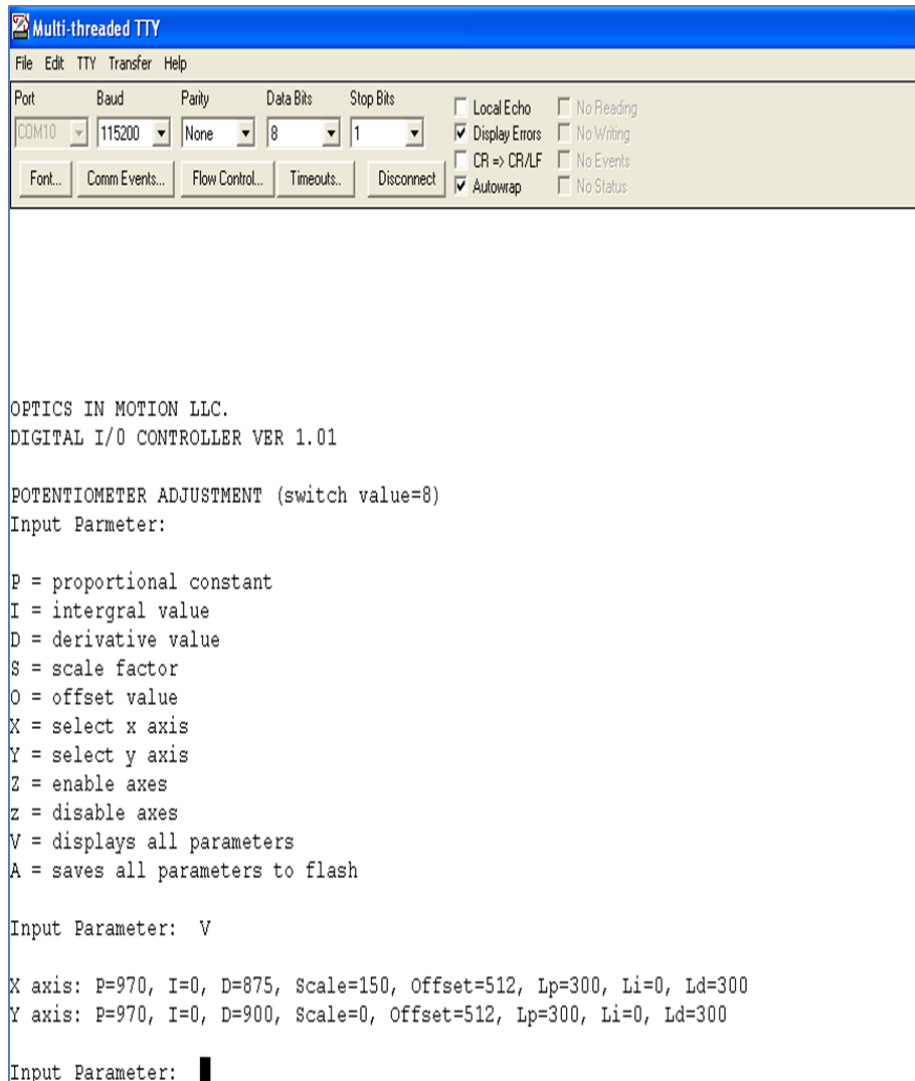 Multi-threaded TTY
File Edit TTY Transfer Help
Port Baud Parity Data Bits Stop Bits
COM10 115200 None 8 1
Local Echo No Reading
Display Errors No Writing
CR => CR/LF No Events
Autowrap No Status
Font... Comm Events... Flow Control... Timeouts.. Disconnect
OPTICS IN MOTION LLC.
DIGITAL I/0 CONTROLLER VER 1.01
POTENTIOMETER ADJUSTMENT (switch value=8)
Input Parmeter:
P = proportional constant
I = intergral value
D = derivative value
S = scale factor
O = offset value
X = select x axis
Y = select y axis
Z = enable axes
z = disable axes
V = displays all parameters
A = saves all parameters to flash
Input Parameter: V
X axis: P=970, I=0, D=875, Scale=150, Offset=512, Lp=300, Li=0, Ld=300
Y axis: P=970, I=0, D=900, Scale=0, Offset=512, Lp=300, Li=0, Ld=300
Input Parameter: